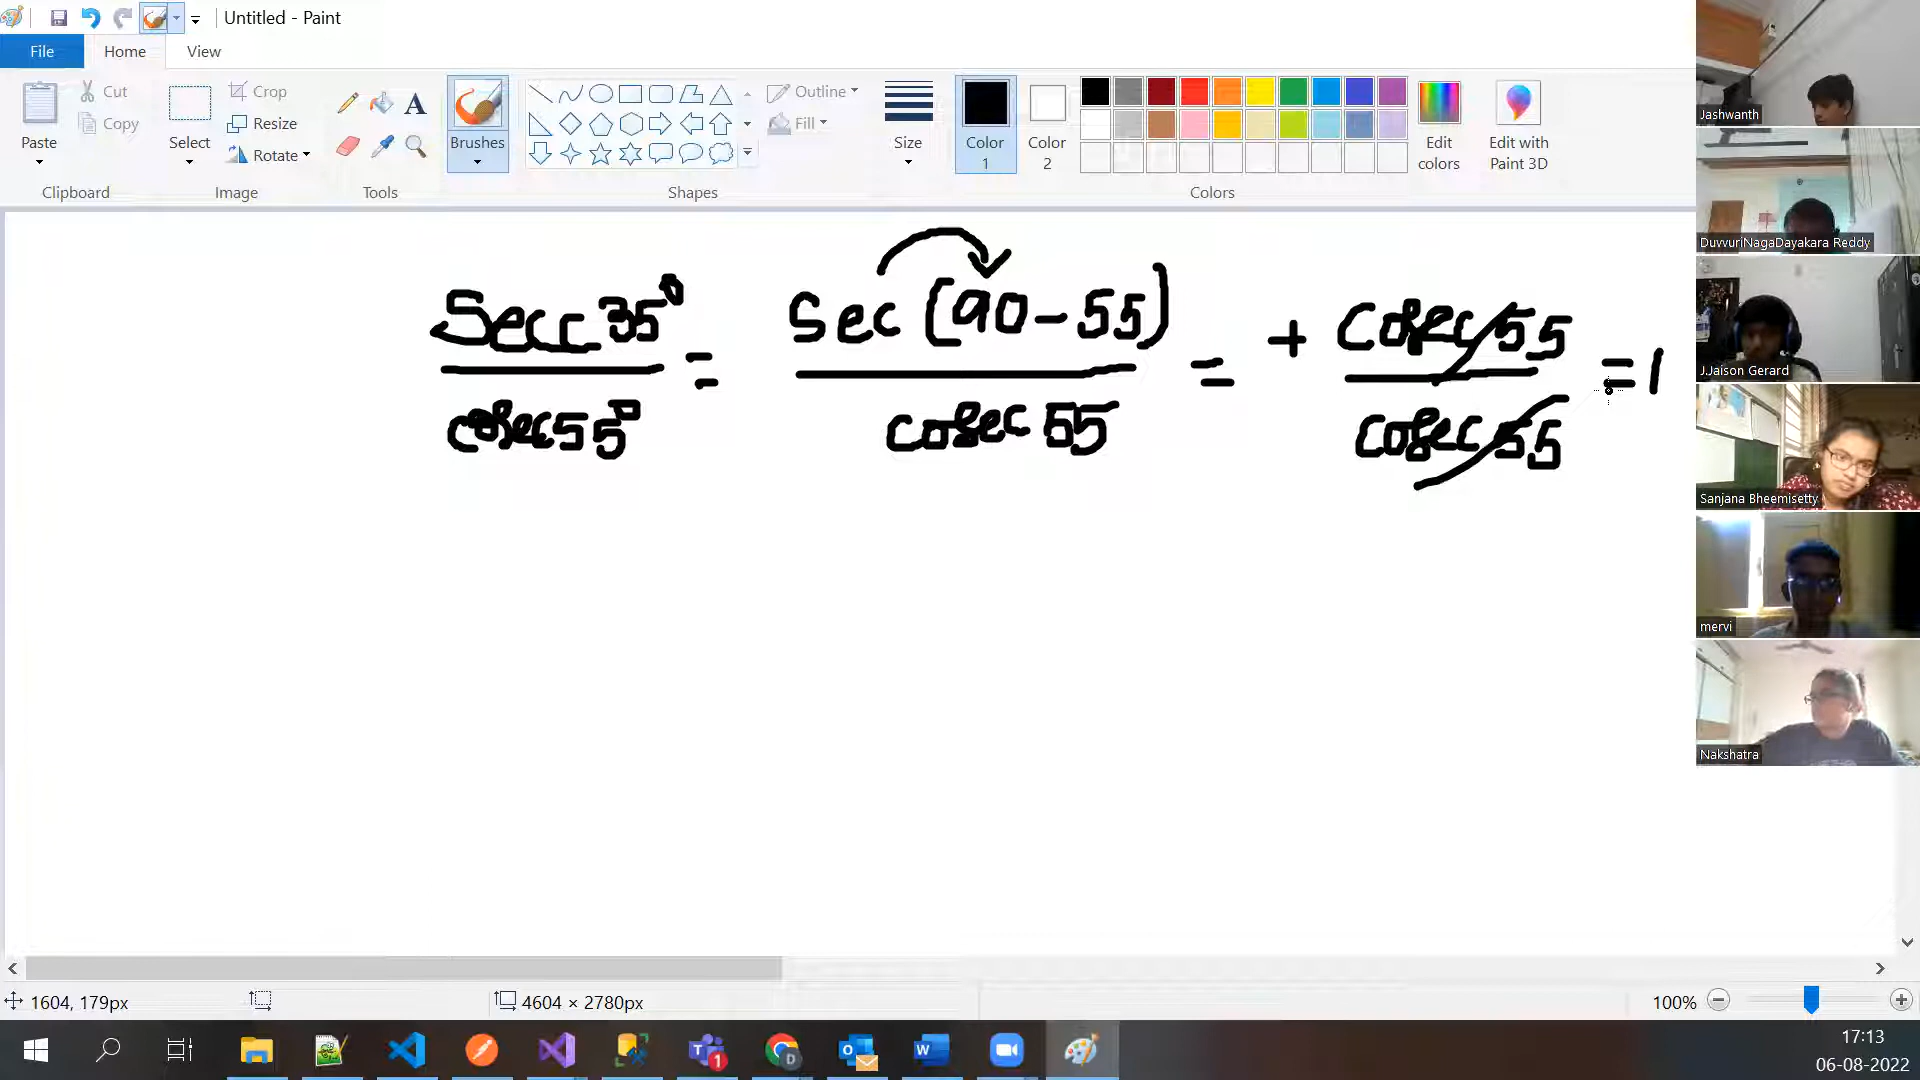 Untitled - Paint
File Home View
Paste Cut Copy
Select Crop Resize Rotate
Brushes
Outline Fill
Size
Color 1 Color 2
Edit colors
Edit with Paint 3D
Clipboard Image Tools Shapes Colors
Secc 35° / cosec 55° = sec (90-55) / cosec 55 = + cosec 55 / cosec 55 = 1
Jashwanth
DuvvuriNagaDayakara Reddy
J.Jaison Gerard
Sanjana Bheemisetty
mervi
Nakshatra
1604, 179px 4604 × 2780px 100%
17:13
06-08-2022